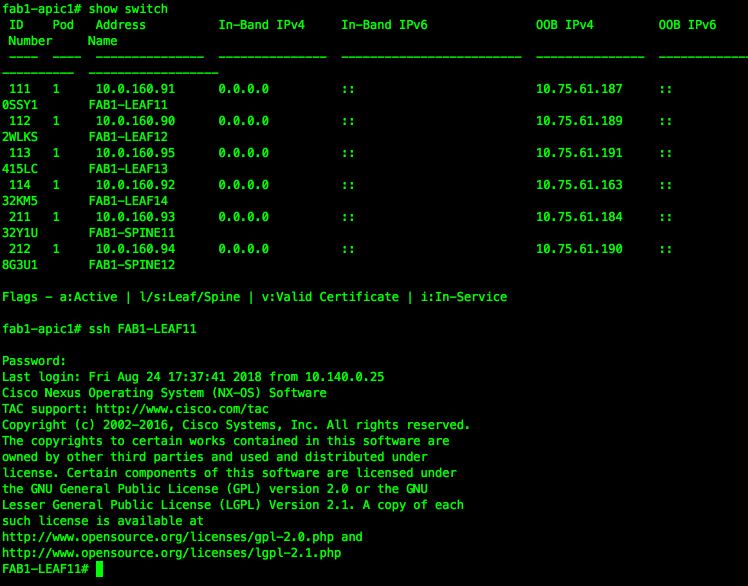 fab1-apic1# show switch
 ID    Pod   Address          In-Band IPv4     In-Band IPv6               OOB IPv4         OOB IPv6
 Number     Name
 ----  ----  ---------------  ---------------  -------------------------  ---------------  -------------
----------  ------------------
 111   1     10.0.160.91      0.0.0.0          ::                         10.75.61.187     ::
0SSY1       FAB1-LEAF11
 112   1     10.0.160.90      0.0.0.0          ::                         10.75.61.189     ::
2WLKS       FAB1-LEAF12
 113   1     10.0.160.95      0.0.0.0          ::                         10.75.61.191     ::
415LC       FAB1-LEAF13
 114   1     10.0.160.92      0.0.0.0          ::                         10.75.61.163     ::
32KM5       FAB1-LEAF14
 211   1     10.0.160.93      0.0.0.0          ::                         10.75.61.184     ::
32Y1U       FAB1-SPINE11
 212   1     10.0.160.94      0.0.0.0          ::                         10.75.61.190     ::
8G3U1       FAB1-SPINE12
Flags - a:Active | l/s:Leaf/Spine | v:Valid Certificate | i:In-Service
fab1-apic1# ssh FAB1-LEAF11
Password:
Last login: Fri Aug 24 17:37:41 2018 from 10.140.0.25
Cisco Nexus Operating System (NX-OS) Software
TAC support: http://www.cisco.com/tac
Copyright (c) 2002-2016, Cisco Systems, Inc. All rights reserved.
The copyrights to certain works contained in this software are
owned by other third parties and used and distributed under
license. Certain components of this software are licensed under
the GNU General Public License (GPL) version 2.0 or the GNU
Lesser General Public License (LGPL) Version 2.1. A copy of each
such license is available at
http://www.opensource.org/licenses/gpl-2.0.php and
http://www.opensource.org/licenses/lgpl-2.1.php
FAB1-LEAF11#